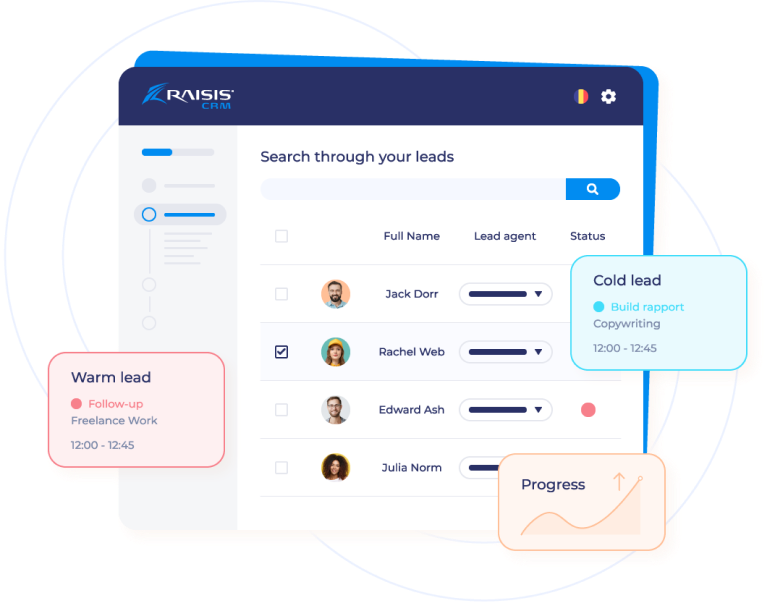 RAISIS
CRM
Search through your leads
Full Name Lead agent Status
Jack Dorr
Cold lead
Build rapport
Copywriting
12:00 - 12:45
Rachel Web
Warm lead
Follow-up
Freelance Work
12:00 - 12:45
Edward Ash
Julia Norm
Progress